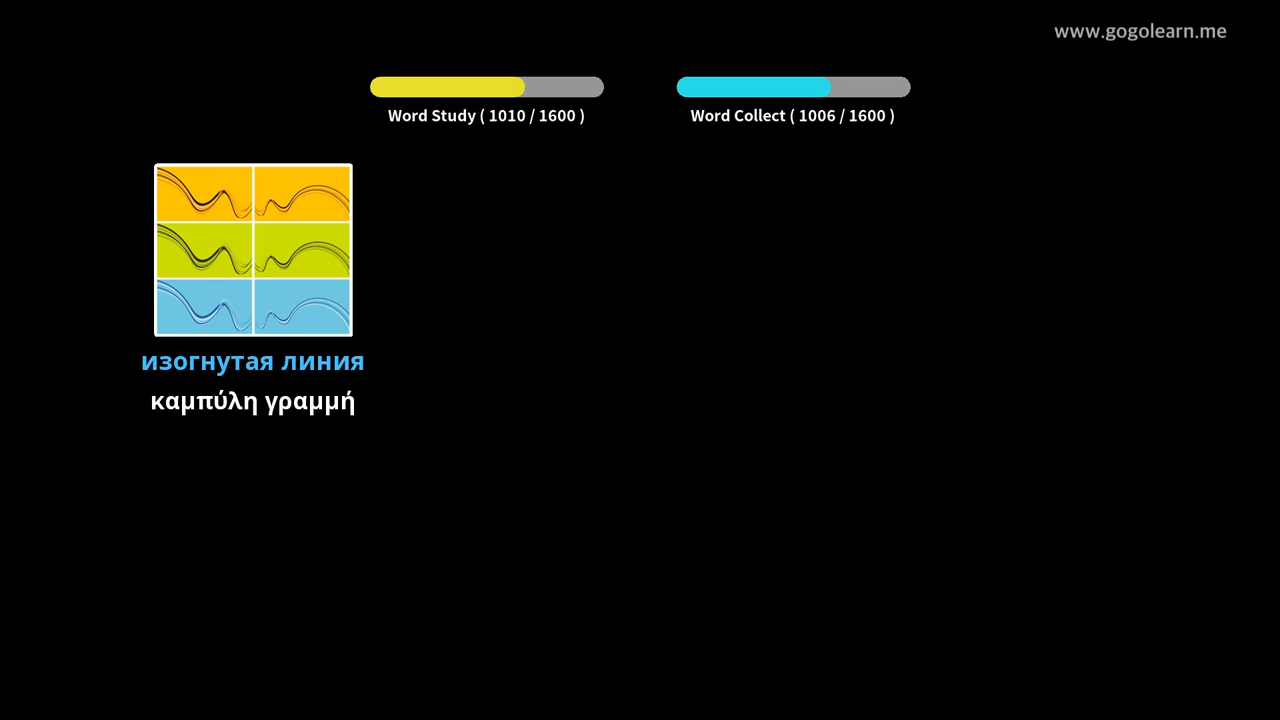 www.gogolearn.me
Word Study ( 1010 / 1600 )
Word Collect ( 1006 / 1600 )
изогнутая линия
καμπύλη γραμμή